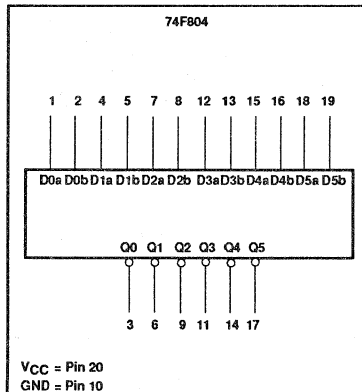 74F804
1 2 4 5 7 8 12 13 15 16 18 19
D0a D0b D1a D1b D2a D2b D3a D3b D4a D4b D5a D5b
Q0 Q1 Q2 Q3 Q4 Q5
3 6 9 11 14 17
VCC = Pin 20
GND = Pin 10